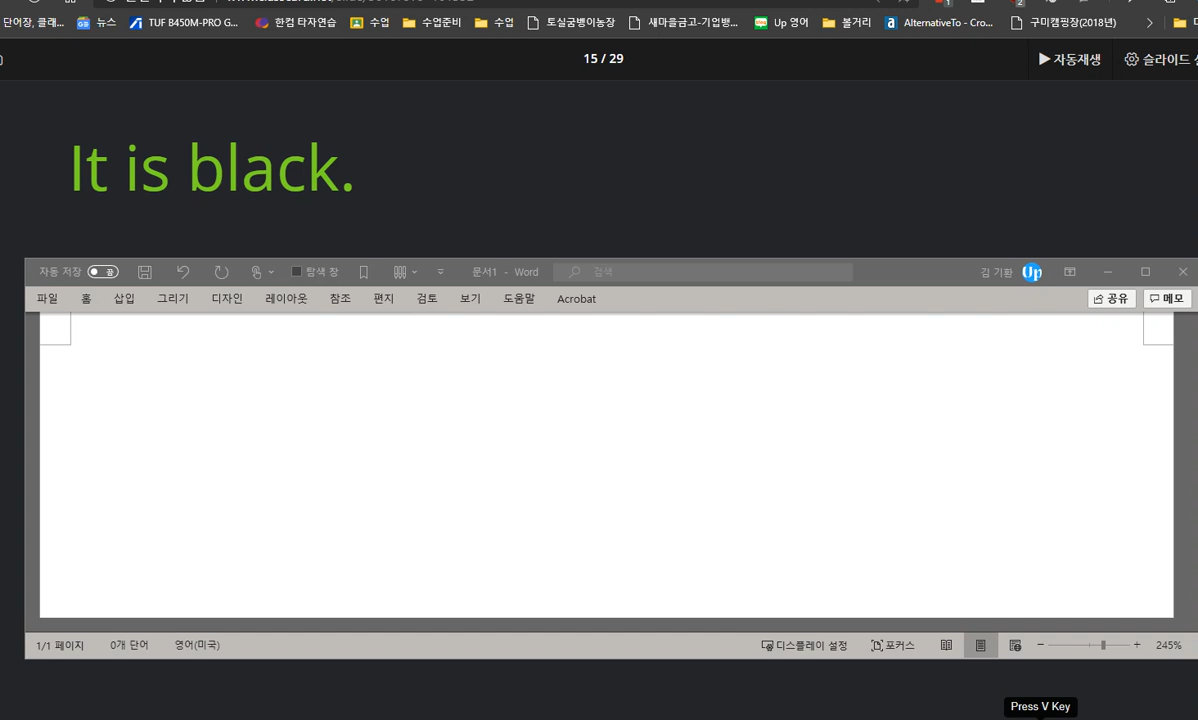 단어장, 클래... 뉴스 TUF B450M-PRO G... 한컴 타자연습 수업 수업준비 수업 토실굼뱅이농장 새마을금고-기업뱅... Up 영어 볼거리 AlternativeTo - Cro... 구미캠핑장(2018년)
15 / 29 ▶자동재생 슬라이드
It is black.
자동 저장 끔 탐색 창 문서1 - Word 검색 김 기환 Up
파일 홈 삽입 그리기 디자인 레이아웃 참조 편지 검토 보기 도움말 Acrobat 공유 메모
1/1 페이지 0개 단어 영어(미국) 디스플레이 설정 포커스 - + 245%
Press V Key